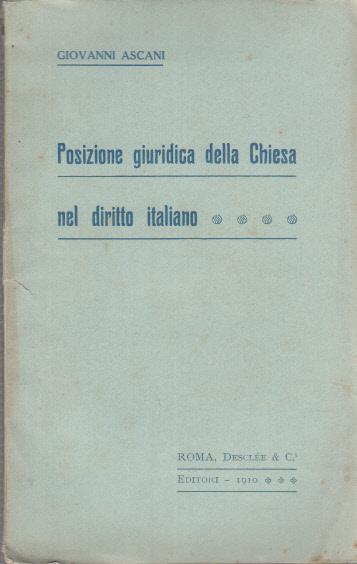 GIOVANNI ASCANI
Posizione giuridica della Chiesa
nel diritto italiano
ROMA, DESCLÉE & C.i
EDITORI - 1910